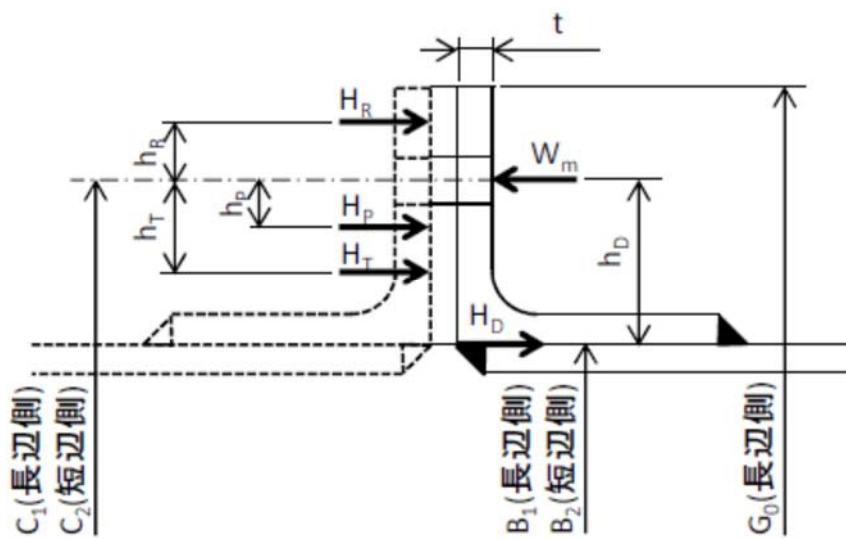 t
H_R
h_R
W_m
h_P
h_T
H_P
H_T
h_D
H_D
C_1(長辺側)
C_2(短辺側)
B_1(長辺側)
B_2(短辺側)
G_0(長辺側)